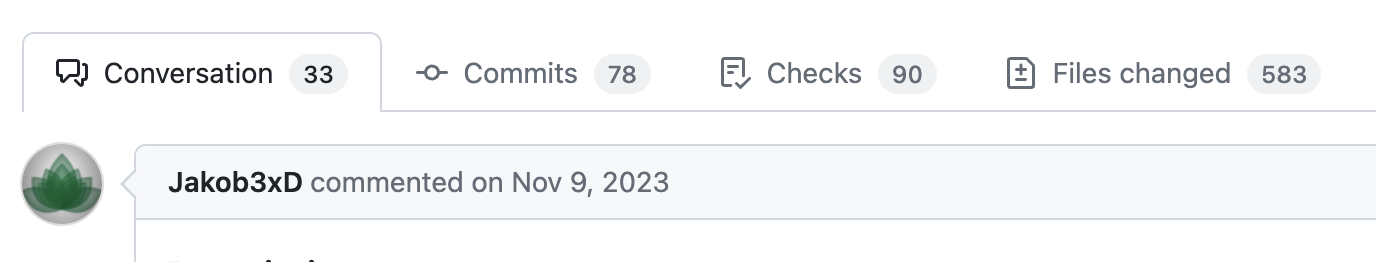 Conversation 33 Commits 78 Checks 90 Files changed 583
Jakob3xD commented on Nov 9, 2023